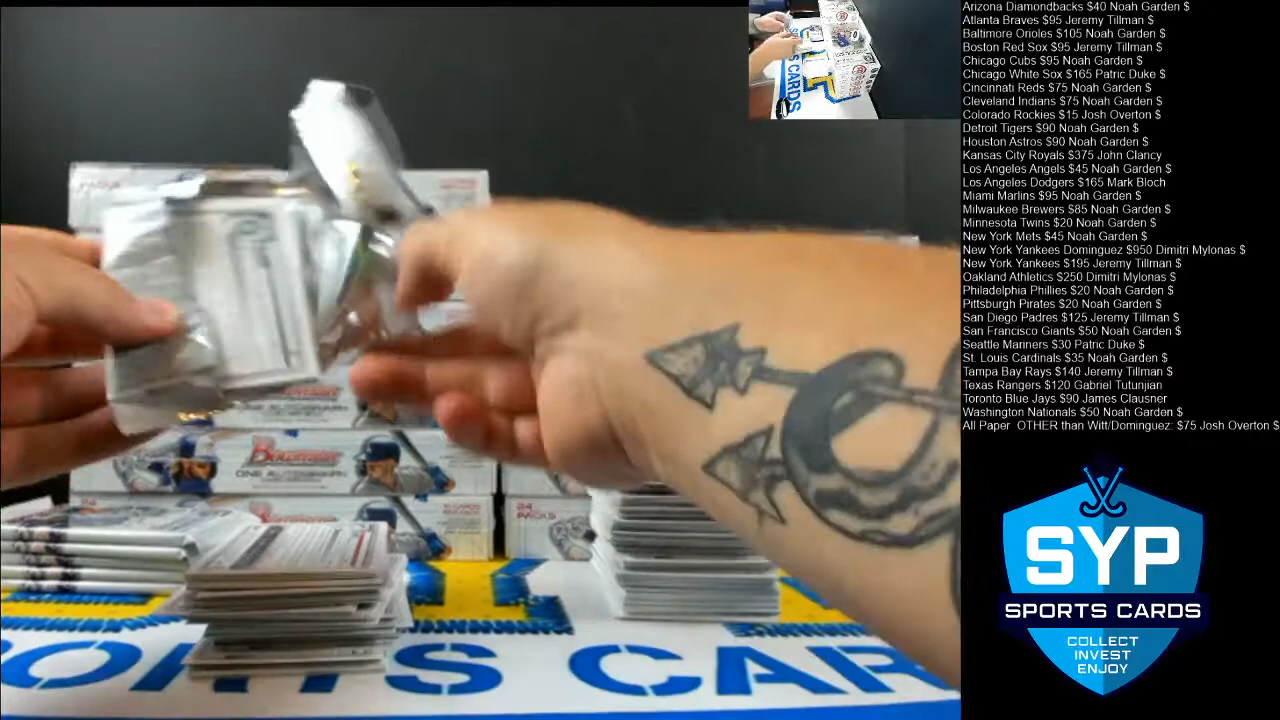 Arizona Diamondbacks $40 Noah Garden $
Atlanta Braves $95 Jeremy Tillman $
Baltimore Orioles $105 Noah Garden $
Boston Red Sox $95 Jeremy Tillman $
Chicago Cubs $95 Noah Garden $
Chicago White Sox $165 Patric Duke $
Cincinnati Reds $75 Noah Garden $
Cleveland Indians $75 Noah Garden $
Colorado Rockies $15 Josh Overton $
Detroit Tigers $90 Noah Garden $
Houston Astros $90 Noah Garden $
Kansas City Royals $375 John Clancy
Los Angeles Angels $45 Noah Garden $
Los Angeles Dodgers $165 Mark Bloch
Miami Marlins $95 Noah Garden $
Milwaukee Brewers $85 Noah Garden $
Minnesota Twins $20 Noah Garden $
New York Mets $45 Noah Garden $
New York Yankees Dominguez $950 Dimitri Mylonas $
New York Yankees $195 Jeremy Tillman $
Oakland Athletics $250 Dimitri Mylonas $
Philadelphia Phillies $20 Noah Garden $
Pittsburgh Pirates $20 Noah Garden $
San Diego Padres $125 Jeremy Tillman $
San Francisco Giants $50 Noah Garden $
Seattle Mariners $30 Patric Duke $
St. Louis Cardinals $35 Noah Garden $
Tampa Bay Rays $140 Jeremy Tillman $
Texas Rangers $120 Gabriel Tutunjian
Toronto Blue Jays $90 James Clausner
Washington Nationals $50 Noah Garden $
All Paper OTHER than Witt/Dominguez: $75 Josh Overton $
SYP
SPORTS CARDS
COLLECT
INVEST
ENJOY
CARDS
Bowman
ONE AUTOGRAPH
24
PACKS
ORTS CAR